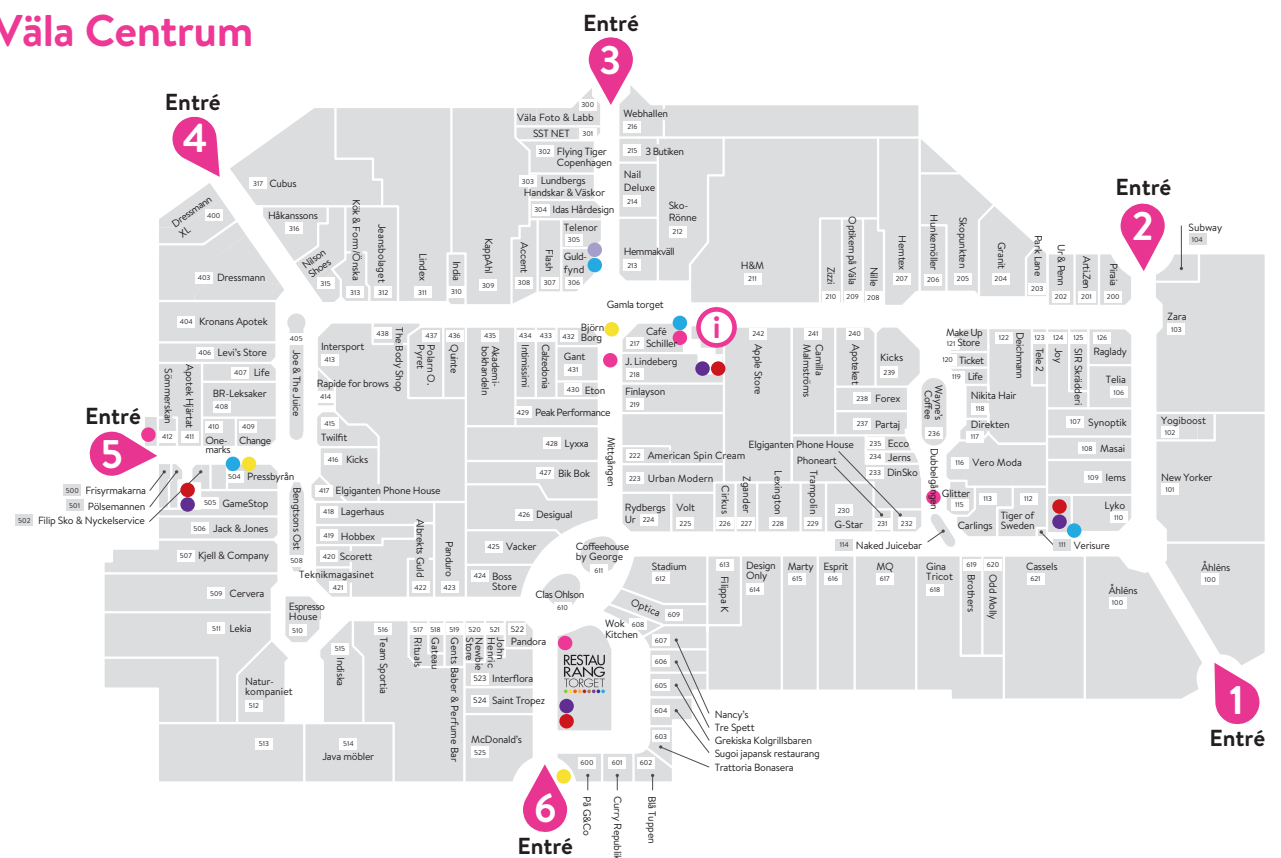 Väla Centrum
Entré
3
Entré
4
Entré
2
Entré
5
Entré
1
Entré
6
300
Väla Foto & Labb
SST NET 301
302 Flying Tiger
Copenhagen
303 Lundbergs
Handskar & Väskor
304 Idas Hårdesign
Telenor
305
Guld-
fynd
306
Webhallen
216
215 3 Butiken
Nail
Deluxe
214
Sko-
Rönne
212
Hemmakväll
213
317 Cubus
Dressmann
XL
400
Håkanssons
316
Nilson
Shoes
315
Kök & Form/Önska
313
Jeansbolaget
312
Lindex
311
India
310
KappAhl
309
Accent
308
Flash
307
H&M
211
Zizzi
210
Optikern på Väla
209
Nille
208
Hemtex
207
Hunkemöller
206
Skopunkten
205
Granit
204
Park Lane
203
Ur & Penn
202
ArtiZen
201
Piraja
200
Subway
104
Zara
103
403 Dressmann
404 Kronans Apotek
406 Levi's Store
407 Life
BR-Leksaker
408
Sömmerskan
412
Apotek Hjärtat
411
410
One-
marks
409
Change
405
Joe & The Juice
Intersport
413
Rapide for brows
414
415
Twilfit
416 Kicks
417 Elgiganten Phone House
418 Lagerhaus
419 Hobbex
420 Scorett
Teknikmagasinet
421
438
The Body Shop
437
Polarn O.
Pyret
436
Quinte
435
Akademi-
bokhandeln
434
Intimissimi
433
Calzedonia
432
Björn
Borg
Gant
431
430 Eton
429 Peak Performance
428 Lyxxa
427 Bik Bok
426 Desigual
425 Vacker
424 Boss
Store
Albrekts Guld
422
Panduro
423
Gamla torget
217
Café
Schiller
i
J. Lindeberg
218
Finlayson
219
Mittgången
222 American Spin Cream
223 Urban Modern
Rydbergs
Ur 224
Volt
225
Cirkus
226
Zgander
227
Lexington
228
Trampolin
229
242
Apple Store
241
Camilla
Malmströms
240
Apoteket
Kicks
239
238 Forex
237 Partaj
Elgiganten Phone House
Phoneart
235 Ecco
234 Jerns
233 DinSko
230
G-Star
231
232
Wayne's
Coffee
236
Dubbelgången
Make Up
121 Store
120 Ticket
119 Life
Nikita Hair
118
Direkten
117
116 Vero Moda
Glitter
115
113
Carlings
112
Tiger of
Sweden
111 Verisure
114 Naked Juicebar
122
Deichmann
123
Tele 2
124
Joy
125
SIR Skrädderi
126
Raglady
Telia
106
107 Synoptik
108 Masai
109 Iems
Lyko
110
Yogiboost
102
New Yorker
101
Åhléns
100
Åhléns
100
504 Pressbyrån
500 Frisyrmakarna
501 Pölsemannen
502 Filip Sko & Nyckelservice
505 GameStop
506 Jack & Jones
507 Kjell & Company
509 Cervera
511 Lekia
Bengtsons Ost
508
Espresso
House
510
Natur-
kompaniet
512
513
514
Java möbler
515
Indiska
516
Team Sportia
517
Rituals
518
Gateau
519
Gents Baber & Perfume Bar
520
Newbie
Store
521
John
Henric
522
Pandora
523 Interflora
524 Saint Tropez
McDonald's
525
Coffeehouse
by George
611
Clas Ohlson
610
RESTAU
RANG
TORGET
Stadium
612
Optica 609
Wok
Kitchen
608
607
606
605
604
603
Nancy's
Tre Spett
Grekiska Kolgrillsbaren
Sugoi japansk restaurang
Trattoria Bonasera
600
På G&Co
601
Curry Republik
602
Blå Tuppen
613
Filippa K
Design
Only
614
Marty
615
Esprit
616
MQ
617
Gina
Tricot
618
619
Brothers
620
Odd Molly
Cassels
621